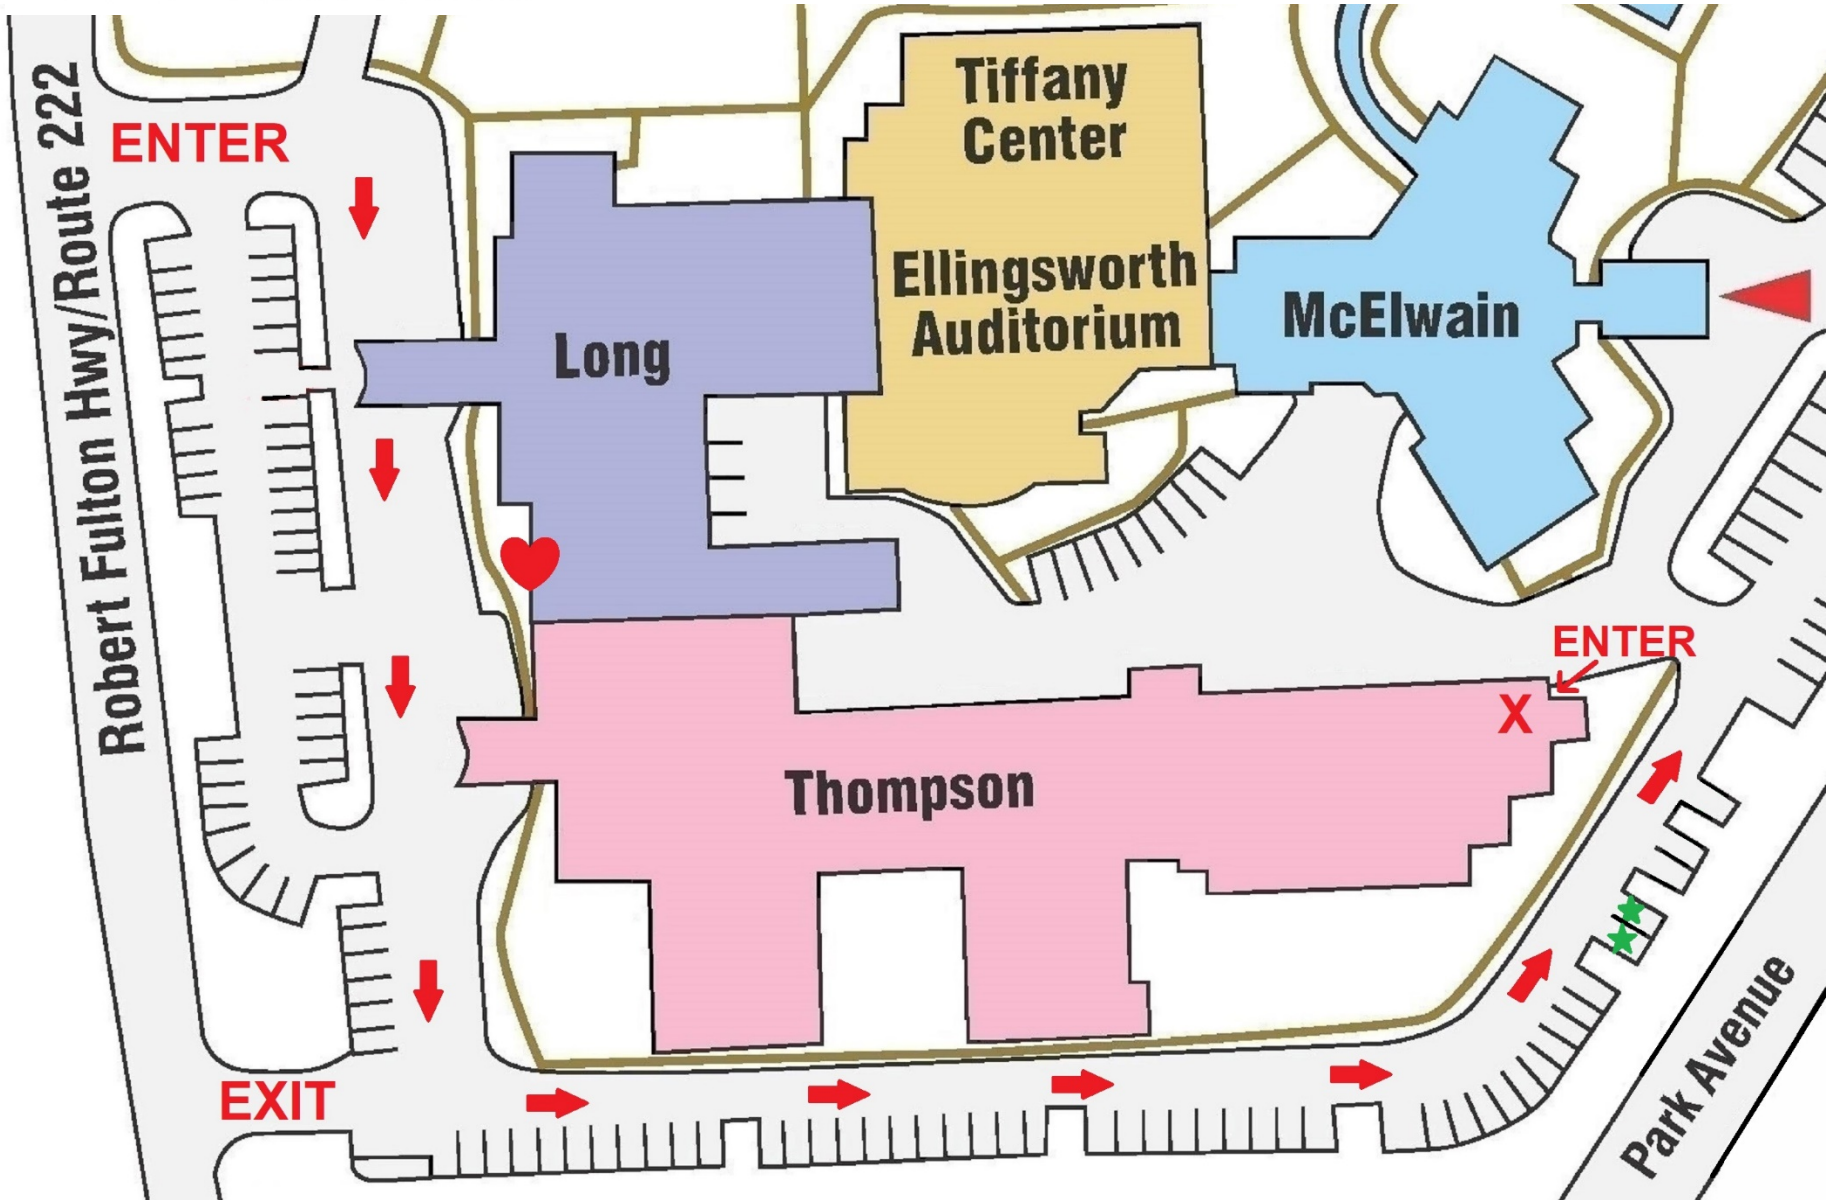 Robert Fulton Hwy/Route 222
ENTER
Tiffany
Center
Ellingsworth
Auditorium
McElwain
Long
ENTER
X
Thompson
EXIT
Park Avenue